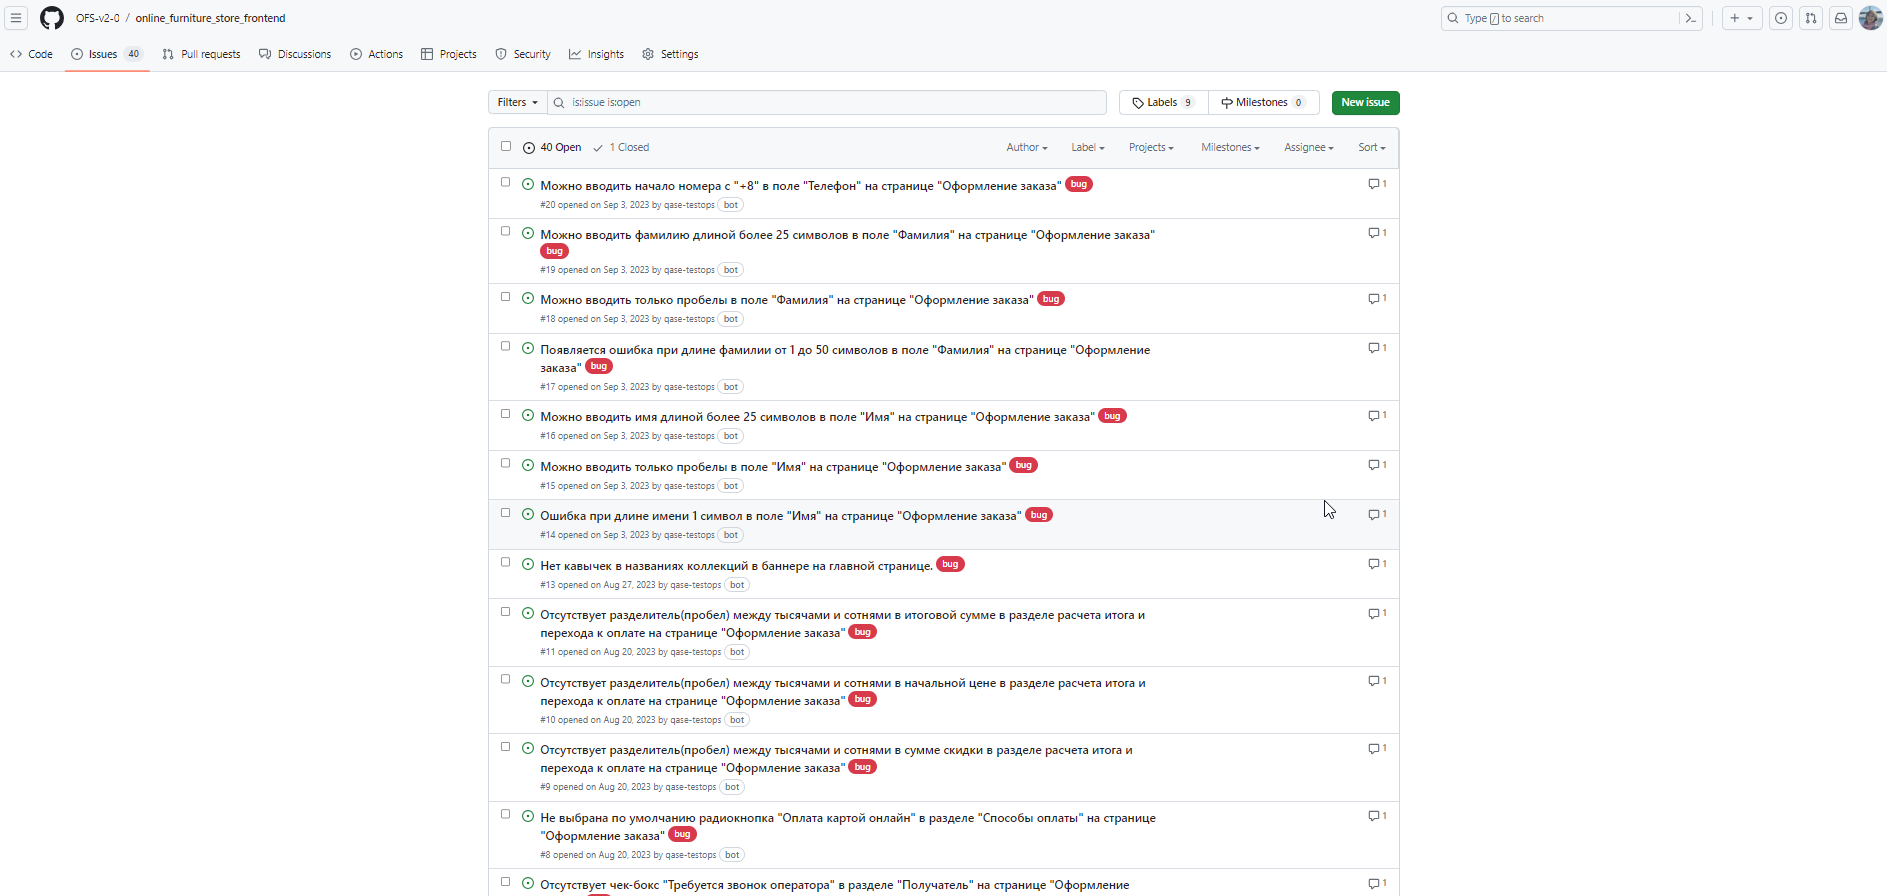 OFS-v2-0 / online_furniture_store_frontend
Type / to search
Code
Issues 40
Pull requests
Discussions
Actions
Projects
Security
Insights
Settings
Filters
is:issue is:open
Labels 9
Milestones 0
New issue
40 Open
1 Closed
Author
Label
Projects
Milestones
Assignee
Sort
Можно вводить начало номера с "+8" в поле "Телефон" на странице "Оформление заказа" bug
1
#20 opened on Sep 3, 2023 by qase-testops bot
Можно вводить фамилию длиной более 25 символов в поле "Фамилия" на странице "Оформление заказа"
1
bug
#19 opened on Sep 3, 2023 by qase-testops bot
Можно вводить только пробелы в поле "Фамилия" на странице "Оформление заказа" bug
1
#18 opened on Sep 3, 2023 by qase-testops bot
Появляется ошибка при длине фамилии от 1 до 50 символов в поле "Фамилия" на странице "Оформление
1
заказа" bug
#17 opened on Sep 3, 2023 by qase-testops bot
Можно вводить имя длиной более 25 символов в поле "Имя" на странице "Оформление заказа" bug
1
#16 opened on Sep 3, 2023 by qase-testops bot
Можно вводить только пробелы в поле "Имя" на странице "Оформление заказа" bug
1
#15 opened on Sep 3, 2023 by qase-testops bot
Ошибка при длине имени 1 символ в поле "Имя" на странице "Оформление заказа" bug
1
#14 opened on Sep 3, 2023 by qase-testops bot
Нет кавычек в названиях коллекций в баннере на главной странице. bug
1
#13 opened on Aug 27, 2023 by qase-testops bot
Отсутствует разделитель(пробел) между тысячами и сотнями в итоговой сумме в разделе расчета итога и
1
перехода к оплате на странице "Оформление заказа" bug
#11 opened on Aug 20, 2023 by qase-testops bot
Отсутствует разделитель(пробел) между тысячами и сотнями в начальной цене в разделе расчета итога и
1
перехода к оплате на странице "Оформление заказа" bug
#10 opened on Aug 20, 2023 by qase-testops bot
Отсутствует разделитель(пробел) между тысячами и сотнями в сумме скидки в разделе расчета итога и
1
перехода к оплате на странице "Оформление заказа" bug
#9 opened on Aug 20, 2023 by qase-testops bot
Не выбрана по умолчанию радиокнопка "Оплата картой онлайн" в разделе "Способы оплаты" на странице
1
"Оформление заказа" bug
#8 opened on Aug 20, 2023 by qase-testops bot
Отсутствует чек-бокс "Требуется звонок оператора" в разделе "Получатель" на странице "Оформление
1